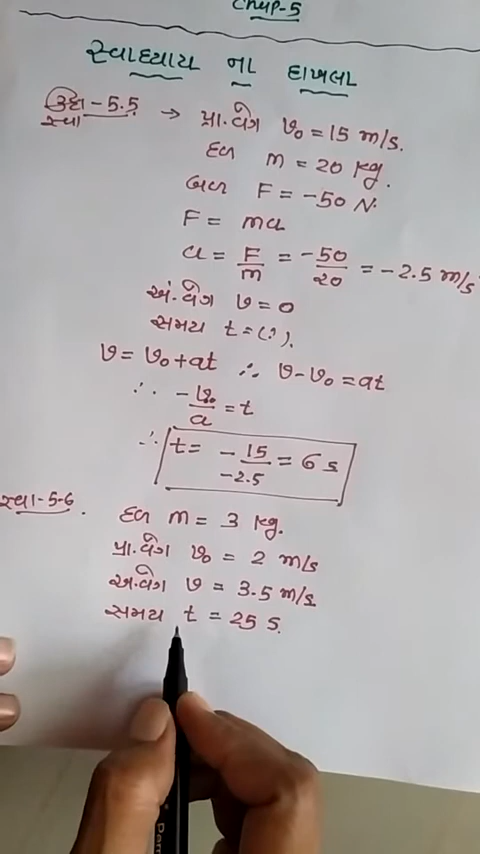 Chap-5
સ્વાધ્યાય ના દાખલા
ઉદા-5.5 → પ્રા.વેગ v₀ = 15 m/s.
સ્વા
દળ m = 20 kg.
બળ F = -50 N.
F = ma
a = F/m = -50/20 = -2.5 m/s
અં.વેગ v = 0
સમય t = (?).
v = v₀ + at ∴ v - v₀ = at
∴ -v₀/a = t
∴ t = -15/-2.5 = 6 s
સ્વા-5.6.
દળ m = 3 kg.
પ્રા.વેગ v₀ = 2 m/s
અં.વેગ v = 3.5 m/s
સમય t = 25 s.